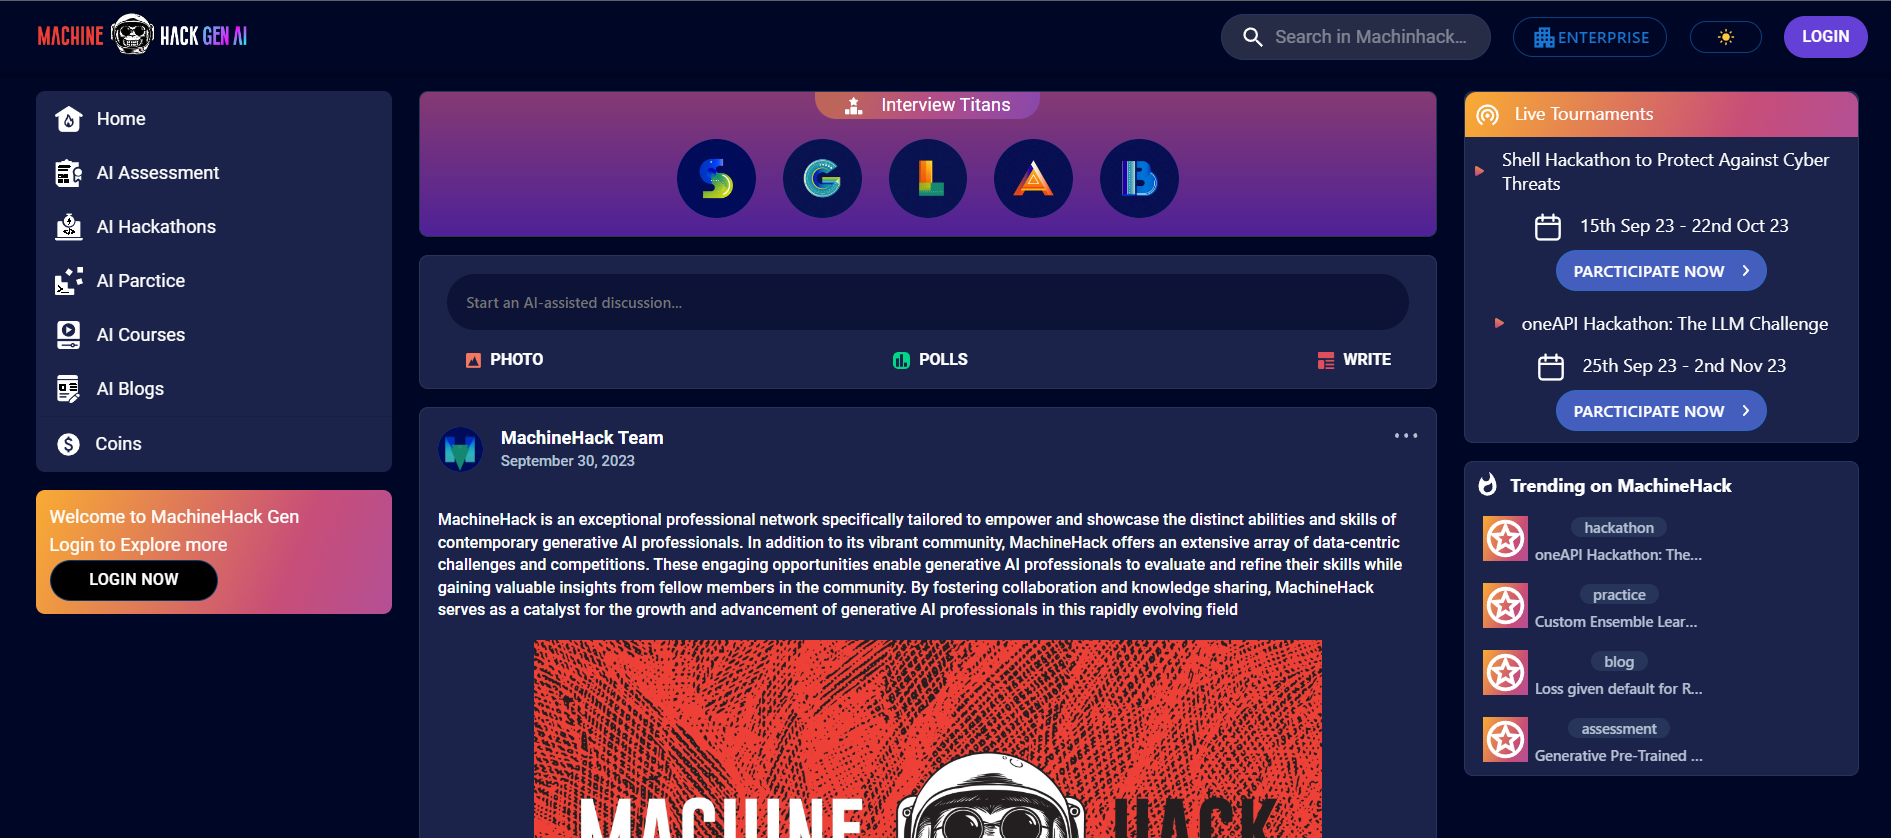 MACHINE HACK GEN AI
Search in Machinhack...
ENTERPRISE
LOGIN
Home
AI Assessment
AI Hackathons
AI Parctice
AI Courses
AI Blogs
Coins
Welcome to MachineHack Gen
Login to Explore more
LOGIN NOW
Interview Titans
S G L A B
Start an AI-assisted discussion...
PHOTO
POLLS
WRITE
MachineHack Team
September 30, 2023
MachineHack is an exceptional professional network specifically tailored to empower and showcase the distinct abilities and skills of
contemporary generative AI professionals. In addition to its vibrant community, MachineHack offers an extensive array of data-centric
challenges and competitions. These engaging opportunities enable generative AI professionals to evaluate and refine their skills while
gaining valuable insights from fellow members in the community. By fostering collaboration and knowledge sharing, MachineHack
serves as a catalyst for the growth and advancement of generative AI professionals in this rapidly evolving field
MACHINE HACK
Live Tournaments
Shell Hackathon to Protect Against Cyber
Threats
15th Sep 23 - 22nd Oct 23
PARCTICIPATE NOW
oneAPI Hackathon: The LLM Challenge
25th Sep 23 - 2nd Nov 23
PARCTICIPATE NOW
Trending on MachineHack
hackathon
oneAPI Hackathon: The...
practice
Custom Ensemble Lear...
blog
Loss given default for R...
assessment
Generative Pre-Trained ...